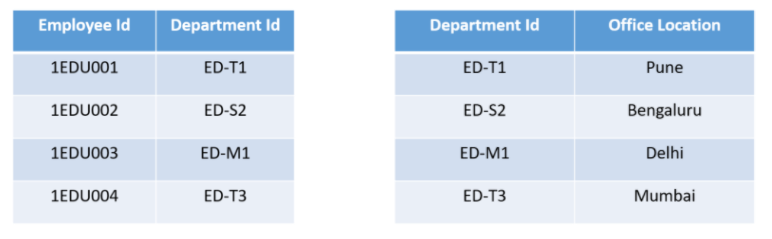 Employee Id Department Id
1EDU001 ED-T1
1EDU002 ED-S2
1EDU003 ED-M1
1EDU004 ED-T3
Department Id Office Location
ED-T1 Pune
ED-S2 Bengaluru
ED-M1 Delhi
ED-T3 Mumbai